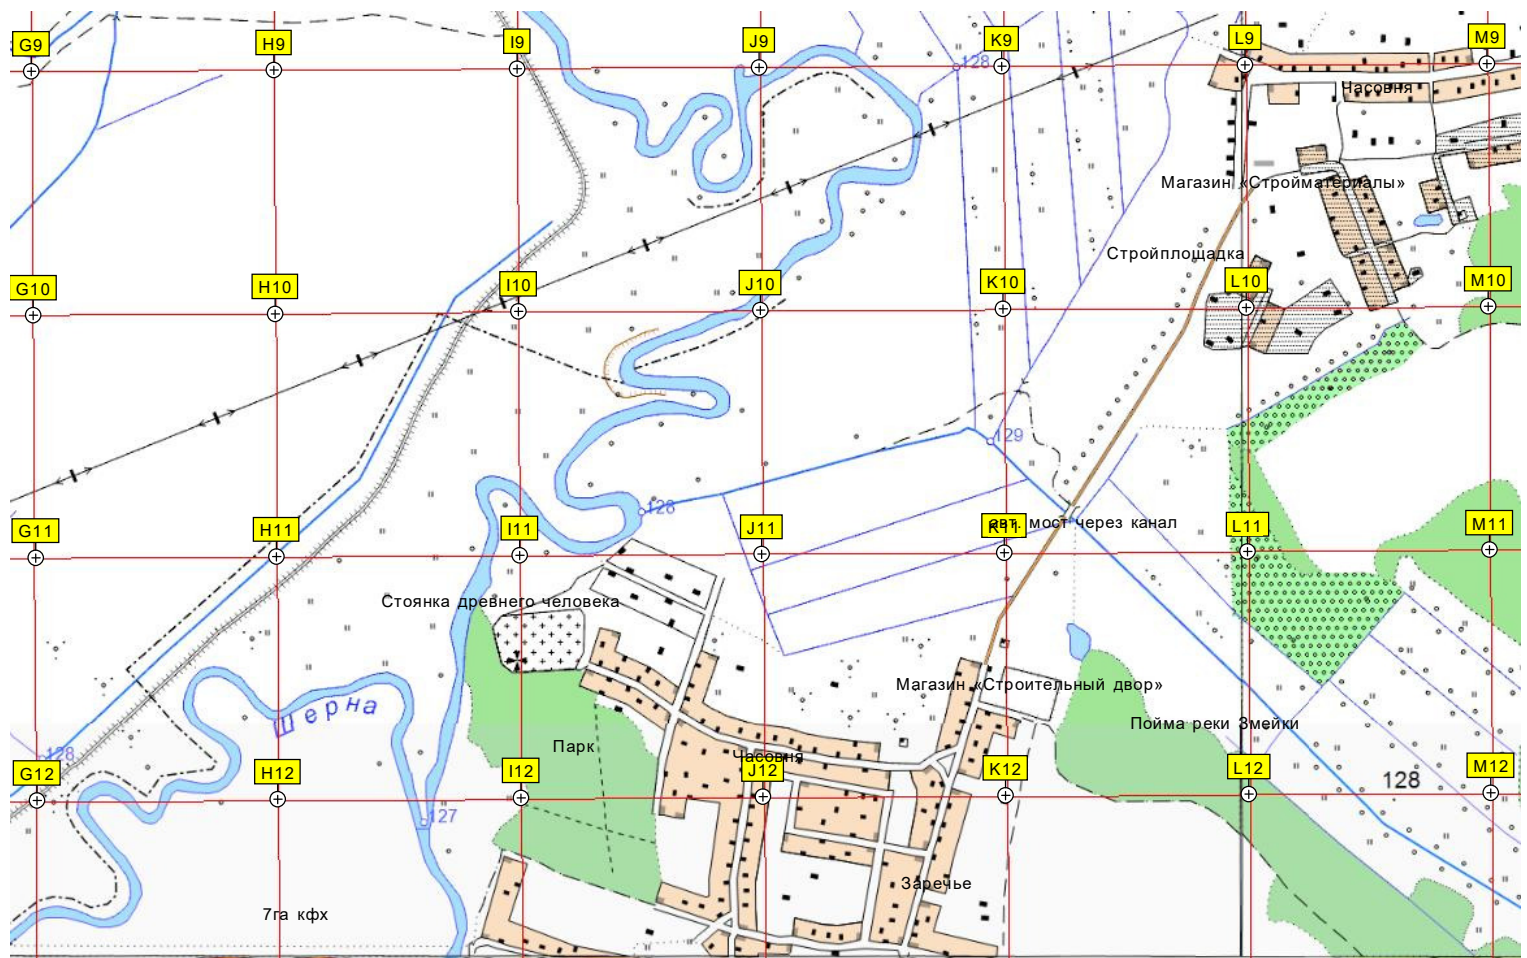 G9
H9
I9
J9
K9
L9
M9
128
Часовня
Магазин «Стройматериалы»
Стройплощадка
G10
H10
I10
J10
K10
L10
M10
129
128
G11
H11
I11
J11
K11
авт. мост через канал
L11
M11
Стоянка древнего человека
Магазин «Строительный двор»
Шерна
Пойма реки Змейки
Парк
Часовня
128
G12
H12
I12
J12
K12
L12
M12
128
127
Заречье
7га кфх